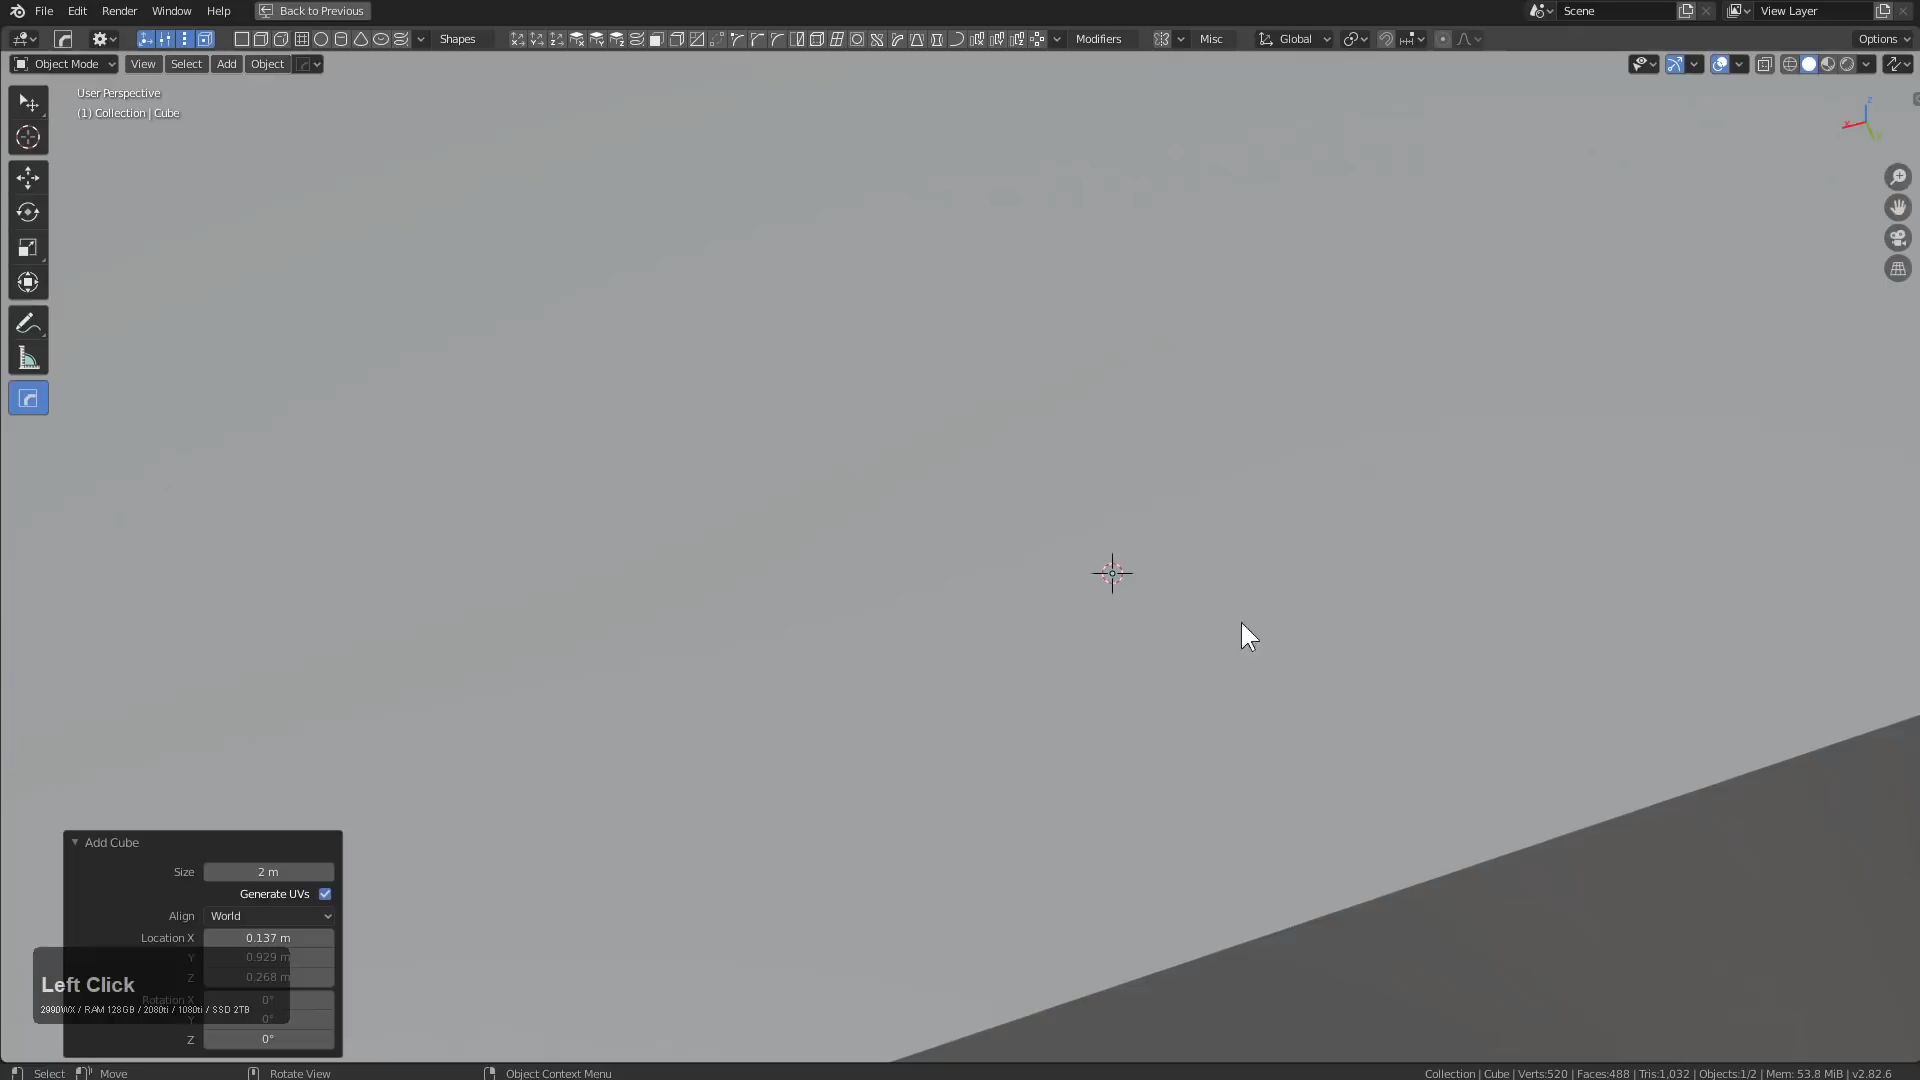 File Edit Render Window Help Back to Previous Scene View Layer
Shapes Modifiers Misc Global Options
Object Mode View Select Add Object
User Perspective
(1) Collection | Cube
Z
X
Y
Add Cube
Size 2 m
Generate UVs
Align World
Location X 0.137 m
Y 0.929 m
Z 0.268 m
Rotation X 0°
Y 0°
Z 0°
Left Click
2990WX / RAM 128GB / 2080ti / 1080ti / SSD 2TB
Select Move Rotate View Object Context Menu Collection | Cube | Verts:520 | Faces:488 | Tris:1,032 | Objects:1/2 | Mem: 53.8 MiB | v2.82.6